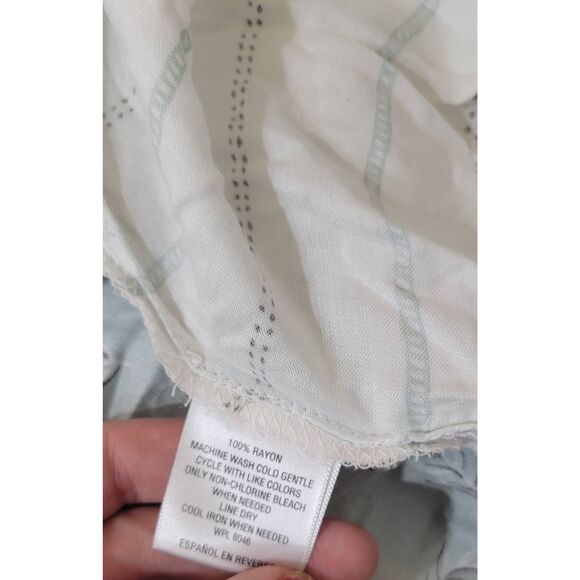 100% RAYON
MACHINE WASH COLD GENTLE
CYCLE WITH LIKE COLORS
ONLY NON-CHLORINE BLEACH
WHEN NEEDED
LINE DRY
COOL IRON WHEN NEEDED
WPL 8046
ESPAÑOL EN REVERSE